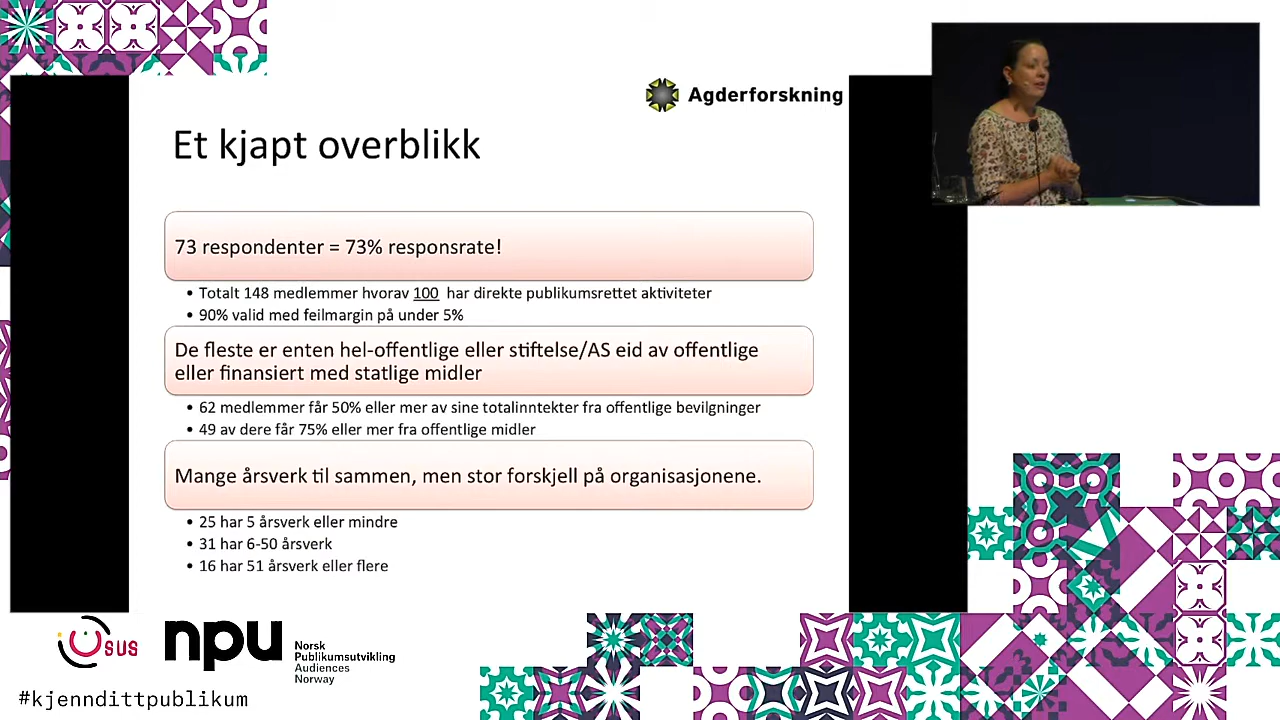 Agderforskning
Et kjapt overblikk
73 respondenter = 73% responsrate!
• Totalt 148 medlemmer hvorav 100 har direkte publikumsrettet aktiviteter
• 90% valid med feilmargin på under 5%
De fleste er enten hel-offentlige eller stiftelse/AS eid av offentlige
eller finansiert med statlige midler
• 62 medlemmer får 50% eller mer av sine totalinntekter fra offentlige bevilgninger
• 49 av dere får 75% eller mer fra offentlige midler
Mange årsverk til sammen, men stor forskjell på organisasjonene.
• 25 har 5 årsverk eller mindre
• 31 har 6-50 årsverk
• 16 har 51 årsverk eller flere
Usus
npu
Norsk
Publikumsutvikling
Audiences
Norway
#kjenndittpublikum